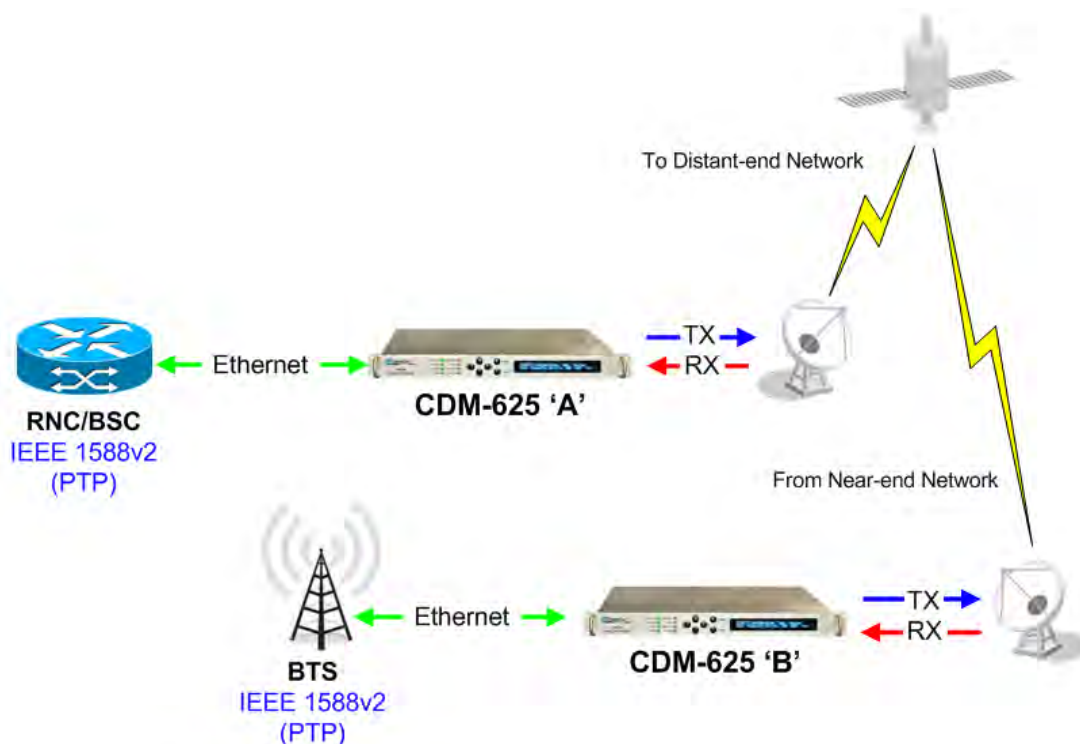 To Distant-end Network
TX
RX
Ethernet
CDM-625 'A'
RNC/BSC
IEEE 1588v2
(PTP)
From Near-end Network
TX
RX
Ethernet
CDM-625 'B'
BTS
IEEE 1588v2
(PTP)